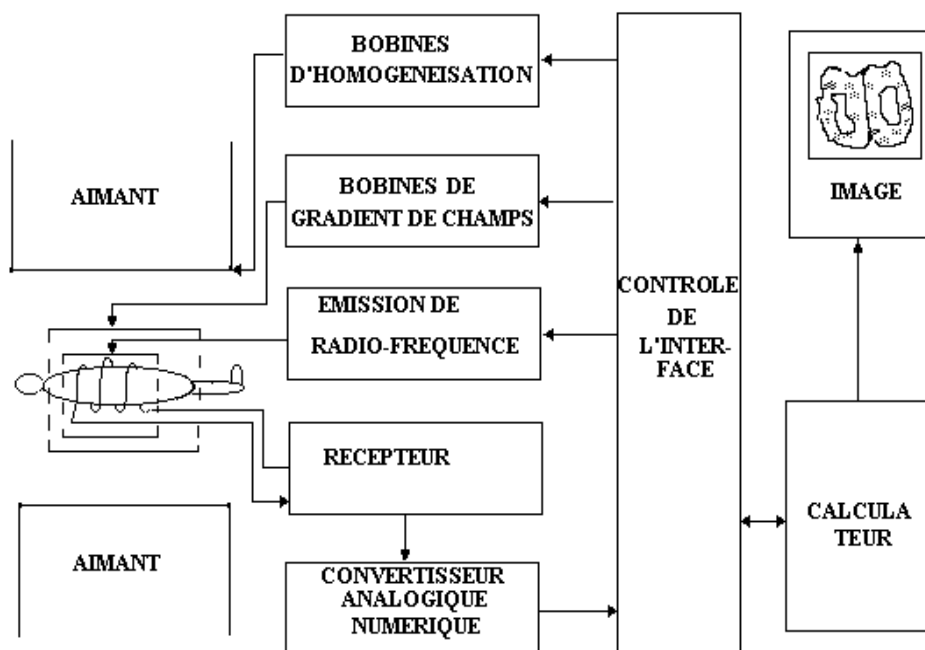 BOBINES
D'HOMOGENEISATION
AIMANT
BOBINES DE
GRADIENT DE CHAMPS
EMISSION DE
RADIO-FREQUENCE
RECEPTEUR
AIMANT
CONVERTISSEUR
ANALOGIQUE
NUMERIQUE
CONTROLE
DE
L'INTER-
FACE
IMAGE
CALCULA
TEUR